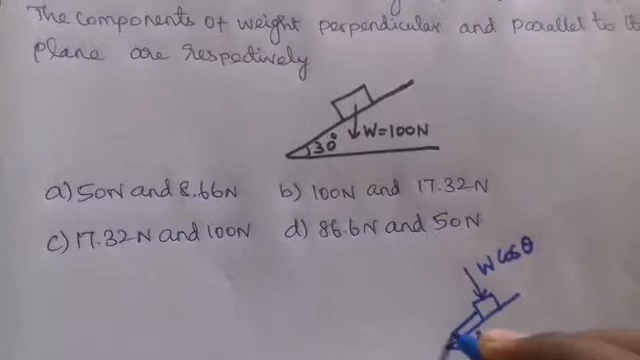 The components of weight perpendicular and parallel to the
plane are respectively
W=100N
30°
a) 50N and 8.66N b) 100N and 17.32N
c) 17.32N and 100N d) 86.6N and 50N
W cos θ